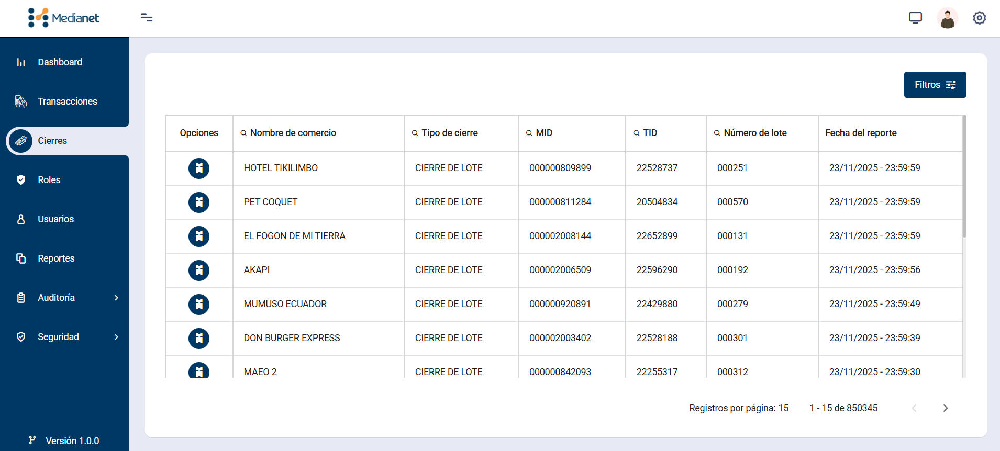 Medianet
Dashboard
Transacciones
Cierres
Roles
Usuarios
Reportes
Auditoría
Seguridad
Versión 1.0.0
Filtros
Opciones Nombre de comercio Tipo de cierre MID TID Número de lote Fecha del reporte
HOTEL TIKILIMBO CIERRE DE LOTE 000000809899 22528737 000251 23/11/2025 - 23:59:59
PET COQUET CIERRE DE LOTE 000000811284 20504834 000570 23/11/2025 - 23:59:59
EL FOGON DE MI TIERRA CIERRE DE LOTE 000002008144 22652899 000131 23/11/2025 - 23:59:59
AKAPI CIERRE DE LOTE 000002006509 22596290 000192 23/11/2025 - 23:59:56
MUMUSO ECUADOR CIERRE DE LOTE 000000920891 22429880 000279 23/11/2025 - 23:59:49
DON BURGER EXPRESS CIERRE DE LOTE 000002003402 22528188 000301 23/11/2025 - 23:59:39
MAEO 2 CIERRE DE LOTE 000000842093 22255317 000312 23/11/2025 - 23:59:30
Registros por página: 15 1 - 15 de 850345